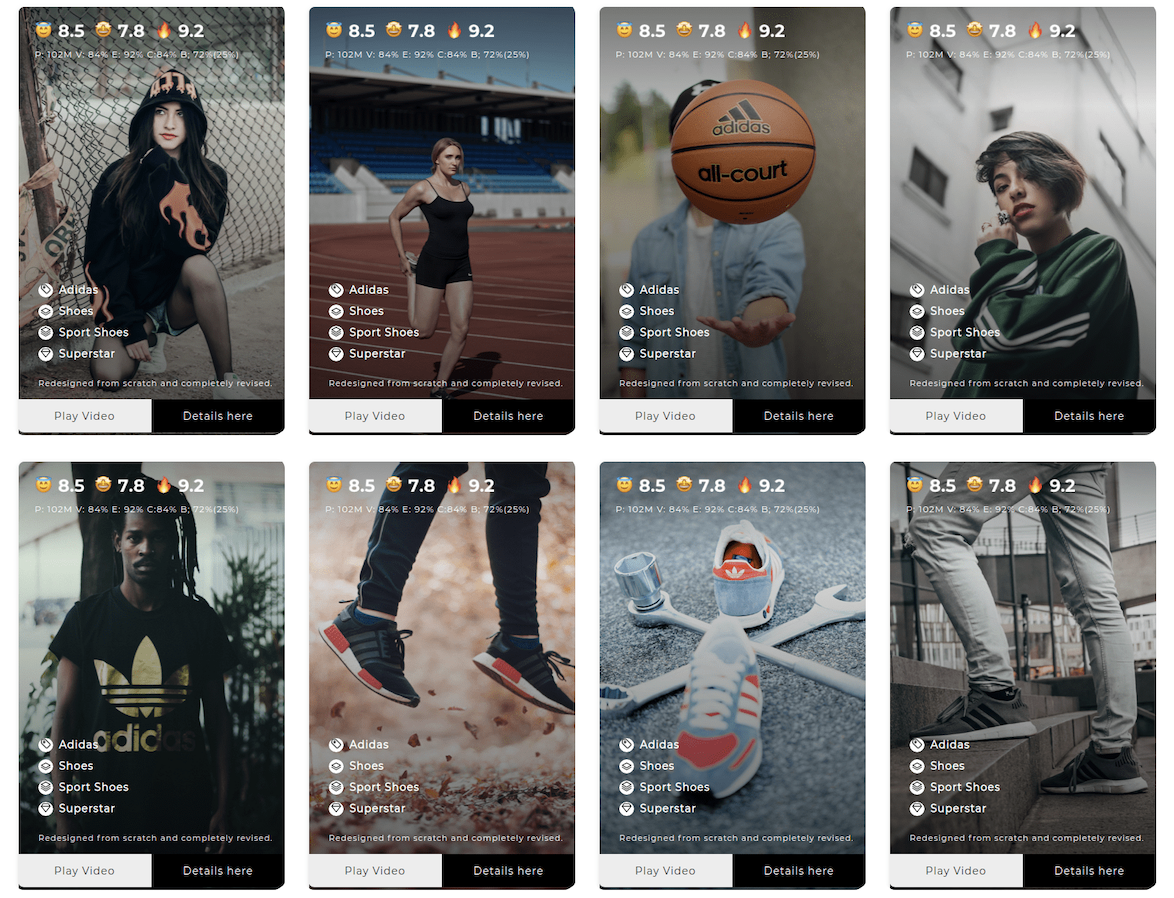 😇 8.5 🤩 7.8 🔥 9.2
P: 102M V: 84% E: 92% C:84% B; 72%(25%)
Adidas
Shoes
Sport Shoes
Superstar
Redesigned from scratch and completely revised.
Play Video Details here
😇 8.5 🤩 7.8 🔥 9.2
P: 102M V: 84% E: 92% C:84% B; 72%(25%)
Adidas
Shoes
Sport Shoes
Superstar
Redesigned from scratch and completely revised.
Play Video Details here
😇 8.5 🤩 7.8 🔥 9.2
P: 102M V: 84% E: 92% C:84% B; 72%(25%)
adidas
all-court
Adidas
Shoes
Sport Shoes
Superstar
Redesigned from scratch and completely revised.
Play Video Details here
😇 8.5 🤩 7.8 🔥 9.2
P: 102M V: 84% E: 92% C:84% B; 72%(25%)
Adidas
Shoes
Sport Shoes
Superstar
Redesigned from scratch and completely revised.
Play Video Details here
😇 8.5 🤩 7.8 🔥 9.2
P: 102M V: 84% E: 92% C:84% B; 72%(25%)
adidas
Adidas
Shoes
Sport Shoes
Superstar
Redesigned from scratch and completely revised.
Play Video Details here
😇 8.5 🤩 7.8 🔥 9.2
P: 102M V: 84% E: 92% C:84% B; 72%(25%)
Adidas
Shoes
Sport Shoes
Superstar
Redesigned from scratch and completely revised.
Play Video Details here
😇 8.5 🤩 7.8 🔥 9.2
P: 102M V: 84% E: 92% C:84% B; 72%(25%)
Adidas
Shoes
Sport Shoes
Superstar
Redesigned from scratch and completely revised.
Play Video Details here
😇 8.5 🤩 7.8 🔥 9.2
P: 102M V: 84% E: 92% C:84% B; 72%(25%)
Adidas
Shoes
Sport Shoes
Superstar
Redesigned from scratch and completely revised.
Play Video Details here